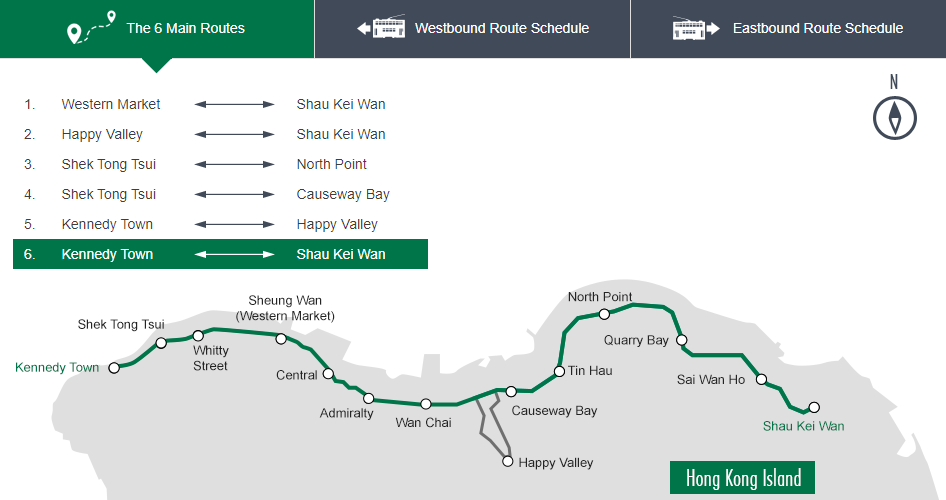 The 6 Main Routes
Westbound Route Schedule
Eastbound Route Schedule
N
1. Western Market Shau Kei Wan
2. Happy Valley Shau Kei Wan
3. Shek Tong Tsui North Point
4. Shek Tong Tsui Causeway Bay
5. Kennedy Town Happy Valley
6. Kennedy Town Shau Kei Wan
Kennedy Town
Shek Tong Tsui
Whitty
Street
Sheung Wan
(Western Market)
Central
Admiralty
Wan Chai
Causeway Bay
Happy Valley
Tin Hau
North Point
Quarry Bay
Sai Wan Ho
Shau Kei Wan
Hong Kong Island